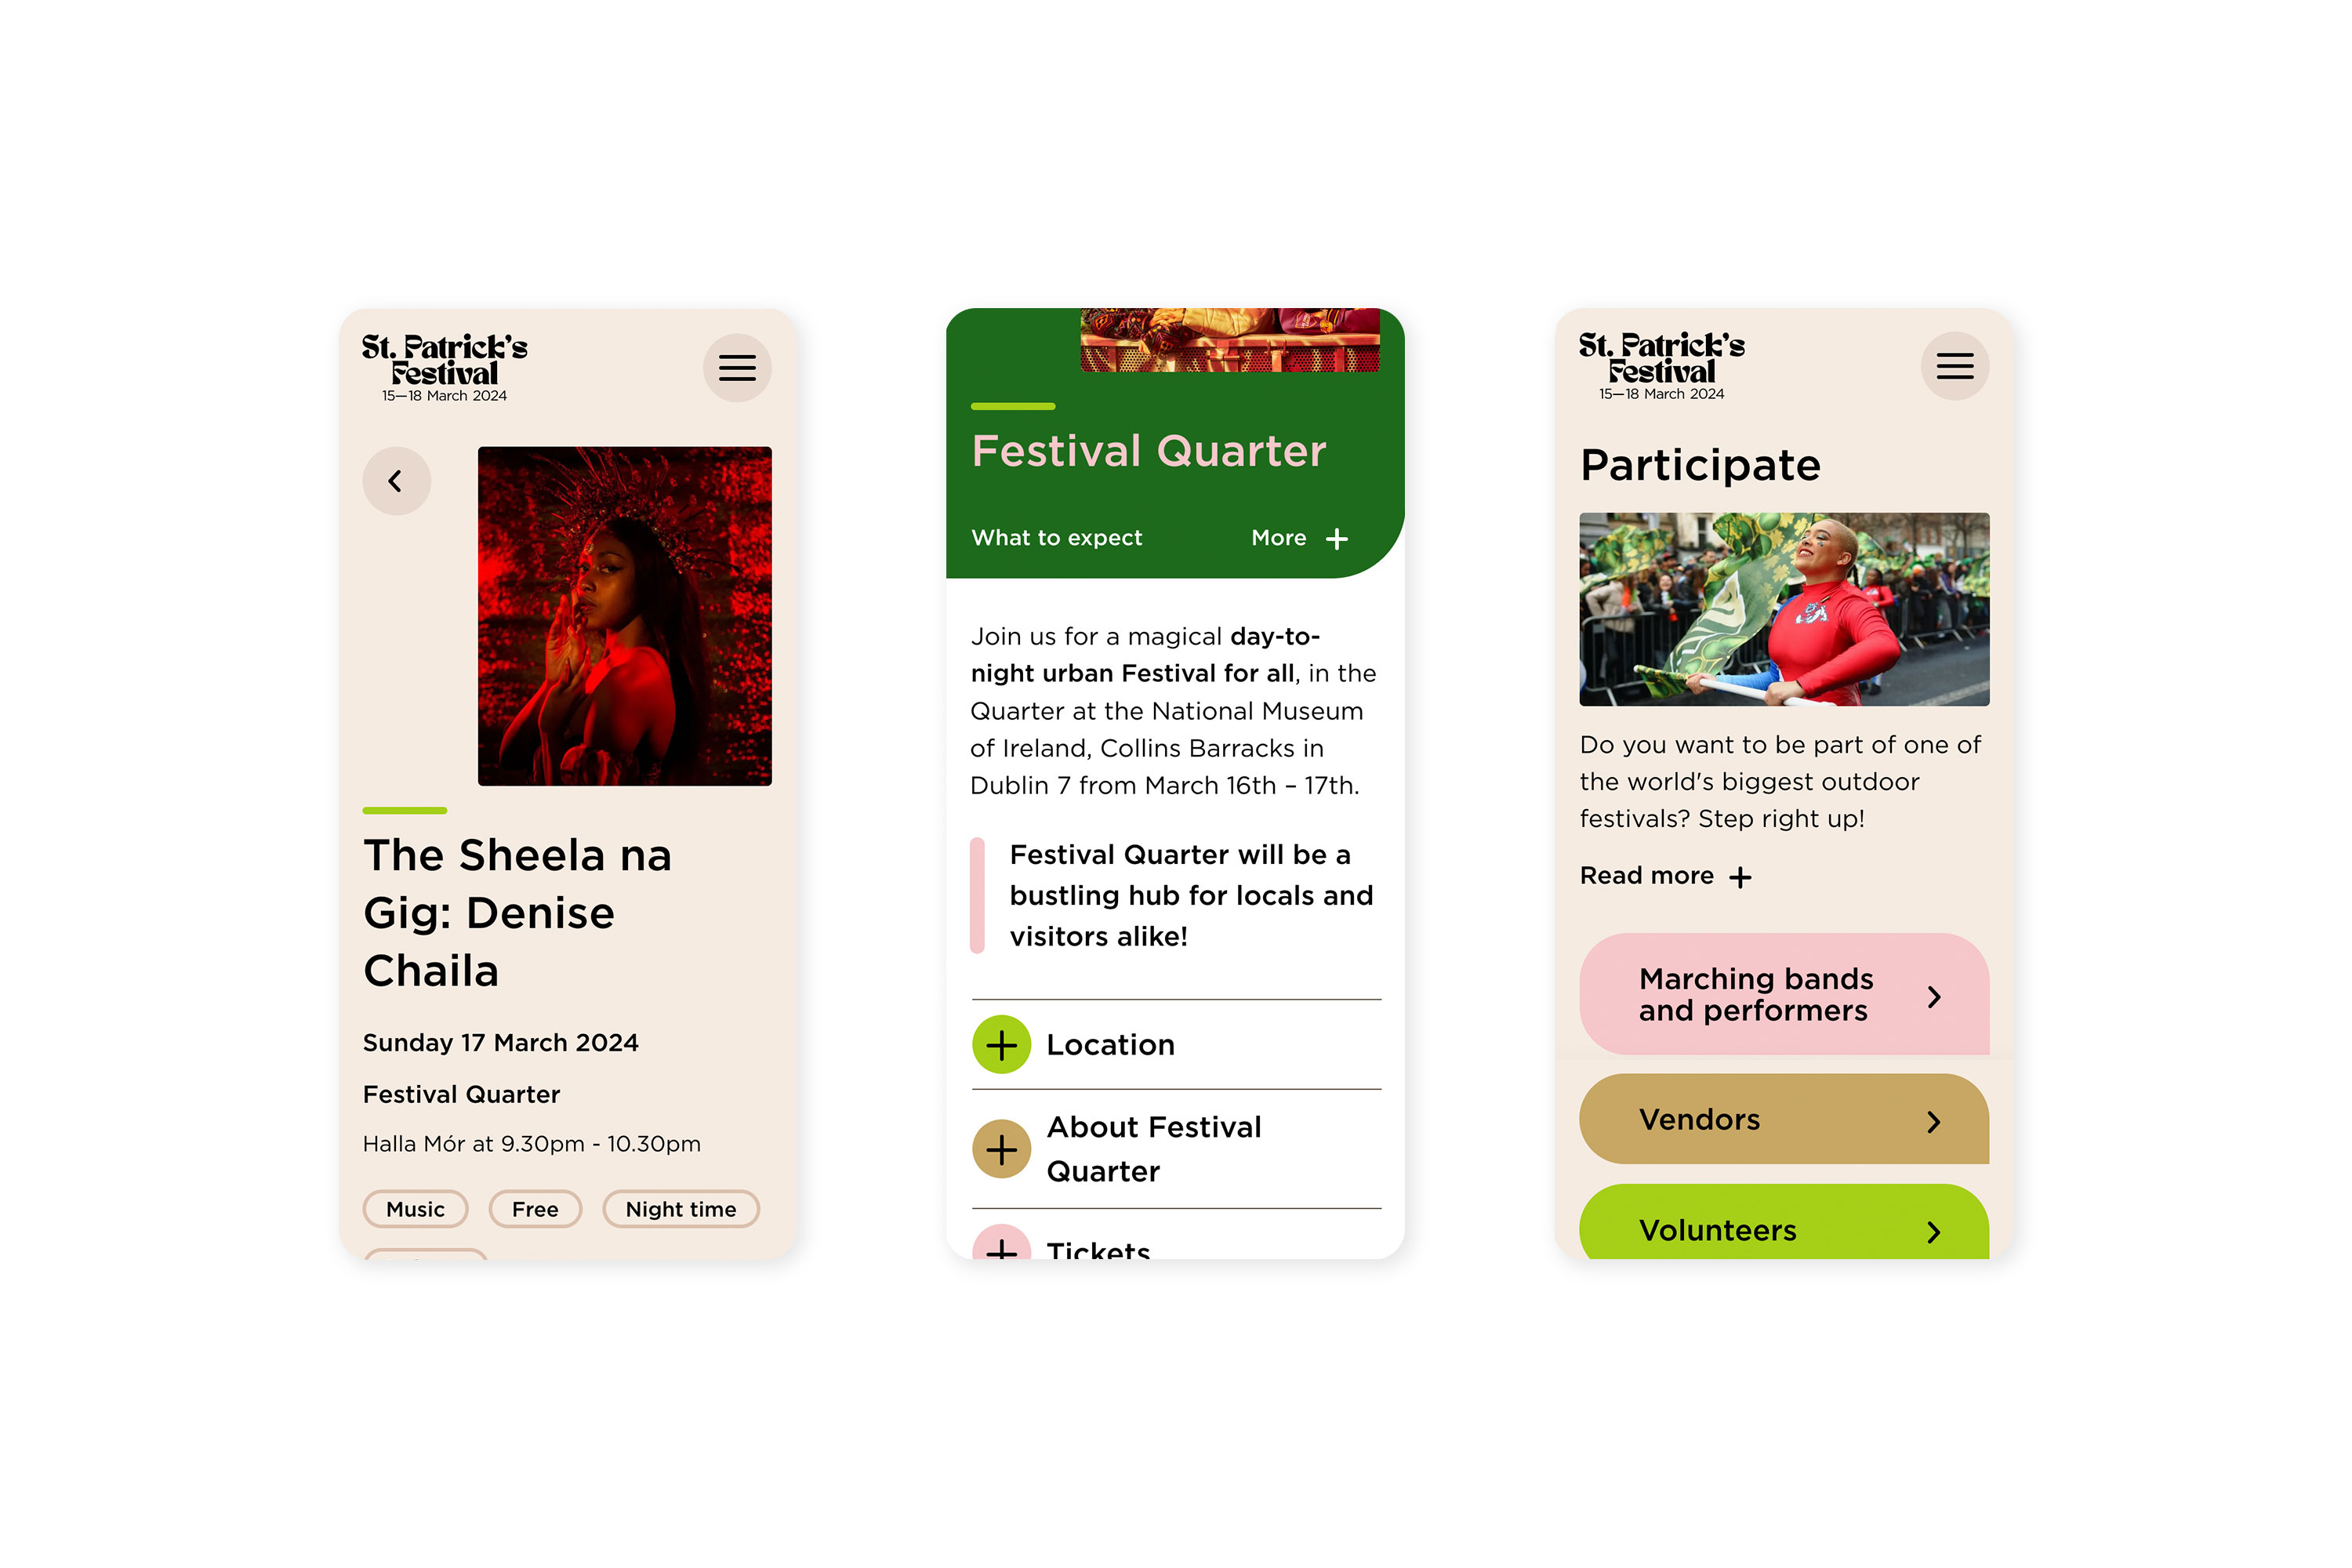 St. Patrick's
Festival
15—18 March 2024
The Sheela na
Gig: Denise
Chaila
Sunday 17 March 2024
Festival Quarter
Halla Mór at 9.30pm - 10.30pm
Music
Free
Night time
Festival Quarter
What to expect
More
Join us for a magical day-to-
night urban Festival for all, in the
Quarter at the National Museum
of Ireland, Collins Barracks in
Dublin 7 from March 16th – 17th.
Festival Quarter will be a
bustling hub for locals and
visitors alike!
Location
About Festival
Quarter
Tickets
St. Patrick's
Festival
15—18 March 2024
Participate
Do you want to be part of one of
the world's biggest outdoor
festivals? Step right up!
Read more
Marching bands
and performers
Vendors
Volunteers